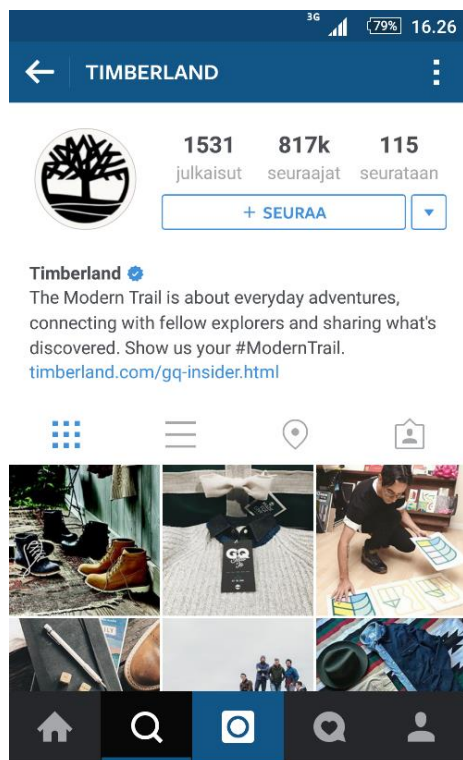 3G 79% 16.26
TIMBERLAND
1531 817k 115
julkaisut seuraajat seurataan
+ SEURAA
Timberland
The Modern Trail is about everyday adventures,
connecting with fellow explorers and sharing what's
discovered. Show us your #ModernTrail.
timberland.com/gq-insider.html
GQ